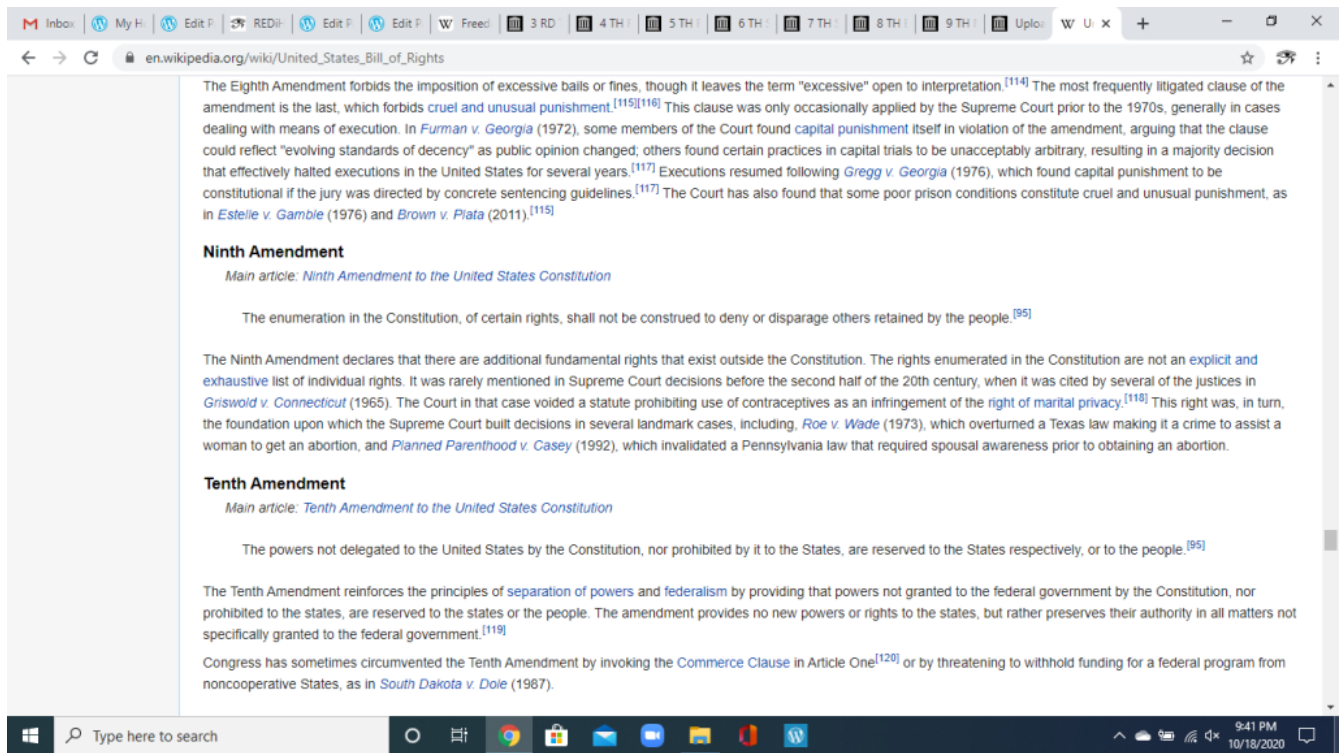 Inbox My H Edit P REDiH Edit P Edit P Freed 3 RD 4 TH 5 TH 6 TH 7 TH 8 TH 9 TH Uploa
en.wikipedia.org/wiki/United_States_Bill_of_Rights
The Eighth Amendment forbids the imposition of excessive bails or fines, though it leaves the term "excessive" open to interpretation.[114] The most frequently litigated clause of the
amendment is the last, which forbids cruel and unusual punishment.[115][116] This clause was only occasionally applied by the Supreme Court prior to the 1970s, generally in cases
dealing with means of execution. In Furman v. Georgia (1972), some members of the Court found capital punishment itself in violation of the amendment, arguing that the clause
could reflect "evolving standards of decency" as public opinion changed; others found certain practices in capital trials to be unacceptably arbitrary, resulting in a majority decision
that effectively halted executions in the United States for several years.[117] Executions resumed following Gregg v. Georgia (1976), which found capital punishment to be
constitutional if the jury was directed by concrete sentencing guidelines.[117] The Court has also found that some poor prison conditions constitute cruel and unusual punishment, as
in Estelle v. Gamble (1976) and Brown v. Plata (2011).[115]
Ninth Amendment
Main article: Ninth Amendment to the United States Constitution
The enumeration in the Constitution, of certain rights, shall not be construed to deny or disparage others retained by the people.[95]
The Ninth Amendment declares that there are additional fundamental rights that exist outside the Constitution. The rights enumerated in the Constitution are not an explicit and
exhaustive list of individual rights. It was rarely mentioned in Supreme Court decisions before the second half of the 20th century, when it was cited by several of the justices in
Griswold v. Connecticut (1965). The Court in that case voided a statute prohibiting use of contraceptives as an infringement of the right of marital privacy.[118] This right was, in turn,
the foundation upon which the Supreme Court built decisions in several landmark cases, including, Roe v. Wade (1973), which overturned a Texas law making it a crime to assist a
woman to get an abortion, and Planned Parenthood v. Casey (1992), which invalidated a Pennsylvania law that required spousal awareness prior to obtaining an abortion.
Tenth Amendment
Main article: Tenth Amendment to the United States Constitution
The powers not delegated to the United States by the Constitution, nor prohibited by it to the States, are reserved to the States respectively, or to the people.[95]
The Tenth Amendment reinforces the principles of separation of powers and federalism by providing that powers not granted to the federal government by the Constitution, nor
prohibited to the states, are reserved to the states or the people. The amendment provides no new powers or rights to the states, but rather preserves their authority in all matters not
specifically granted to the federal government.[119]
Congress has sometimes circumvented the Tenth Amendment by invoking the Commerce Clause in Article One[120] or by threatening to withhold funding for a federal program from
noncooperative States, as in South Dakota v. Dole (1987).
Type here to search
9:41 PM
10/18/2020